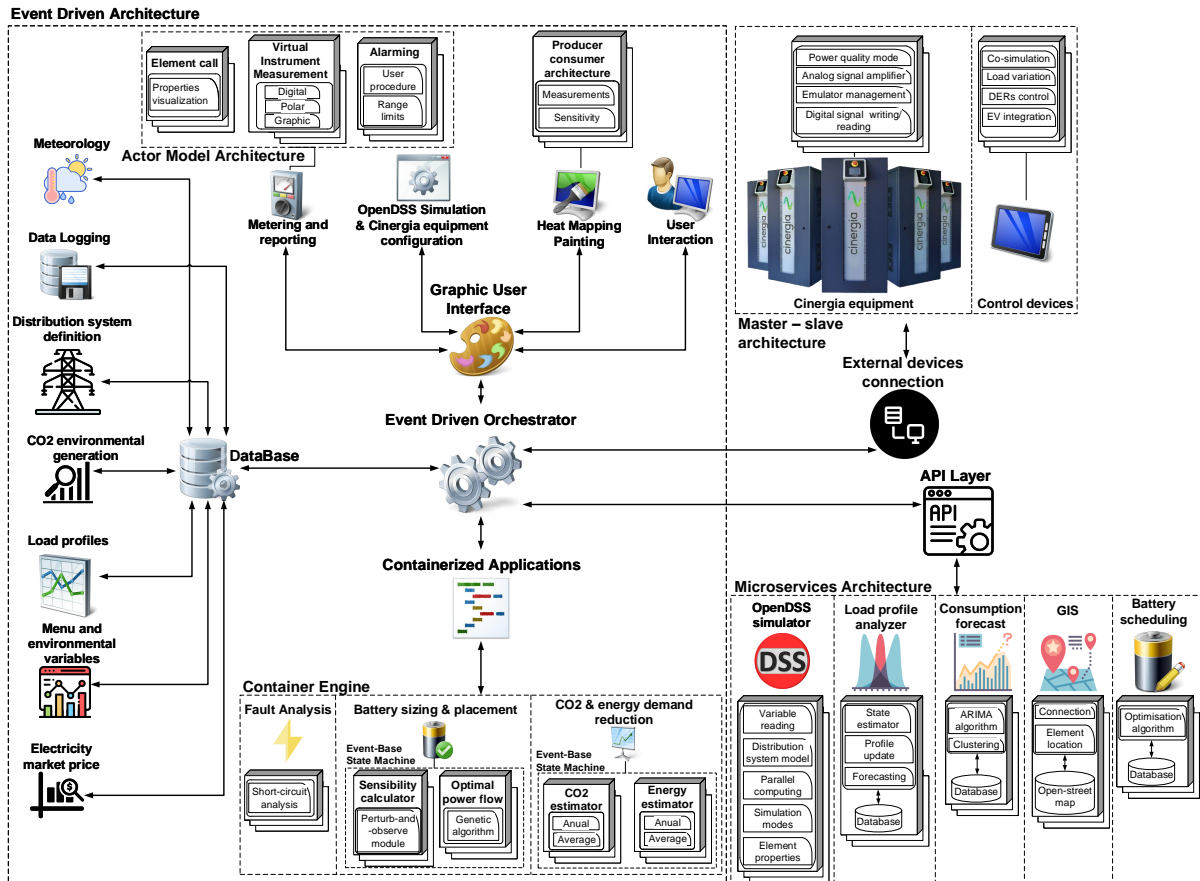 Event Driven Architecture
Element call
Properties
visualization
Virtual
Instrument
Measurement
Digital
Polar
Graphic
Alarming
User
procedure
Range
limits
Actor Model Architecture
Producer
consumer
architecture
Measurements
Sensitivity
Power quality mode
Analog signal amplifier
Emulator management
Digital signal writing/
reading
Co-simulation
Load variation
DERs control
EV integration
cinergia
cinergia
cinergia
cinergia
cinergia
Cinergia equipment
Control devices
Master – slave
architecture
External devices
connection
Meteorology
Data Logging
Distribution system
definition
CO2 environmental
generation
Load profiles
Menu and
environmental
variables
Electricity
market price
DataBase
Metering and
reporting
OpenDSS Simulation
& Cinergia equipment
configuration
Heat Mapping
Painting
User
Interaction
Graphic User
Interface
Event Driven Orchestrator
API Layer
API
Containerized Applications
Container Engine
Fault Analysis
Short-circuit
analysis
Battery sizing & placement
Event-Base
State Machine
Sensibility
calculator
Perturb-and
-observe
module
Optimal
power flow
Genetic
algorithm
CO2 & energy demand
reduction
Event-Base
State Machine
CO2
estimator
Anual
Average
Energy
estimator
Anual
Average
Microservices Architecture
OpenDSS
simulator
DSS
Variable
reading
Distribution
system model
Parallel
computing
Simulation
modes
Element
properties
Load profile
analyzer
State
estimator
Profile
update
Forecasting
Database
Consumption
forecast
?
ARIMA
algorithm
Clustering
Database
GIS
Connection
Element
location
Open-street
map
Battery
scheduling
Optimisation
algorithm
Database